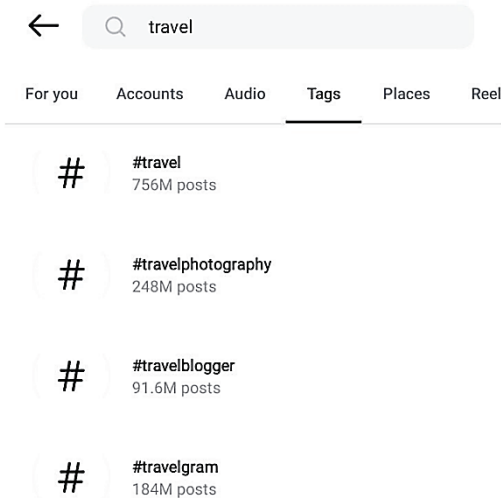 travel
For you Accounts Audio Tags Places Reel
#
#travel
756M posts
#
#travelphotography
248M posts
#
#travelblogger
91.6M posts
#
#travelgram
184M posts